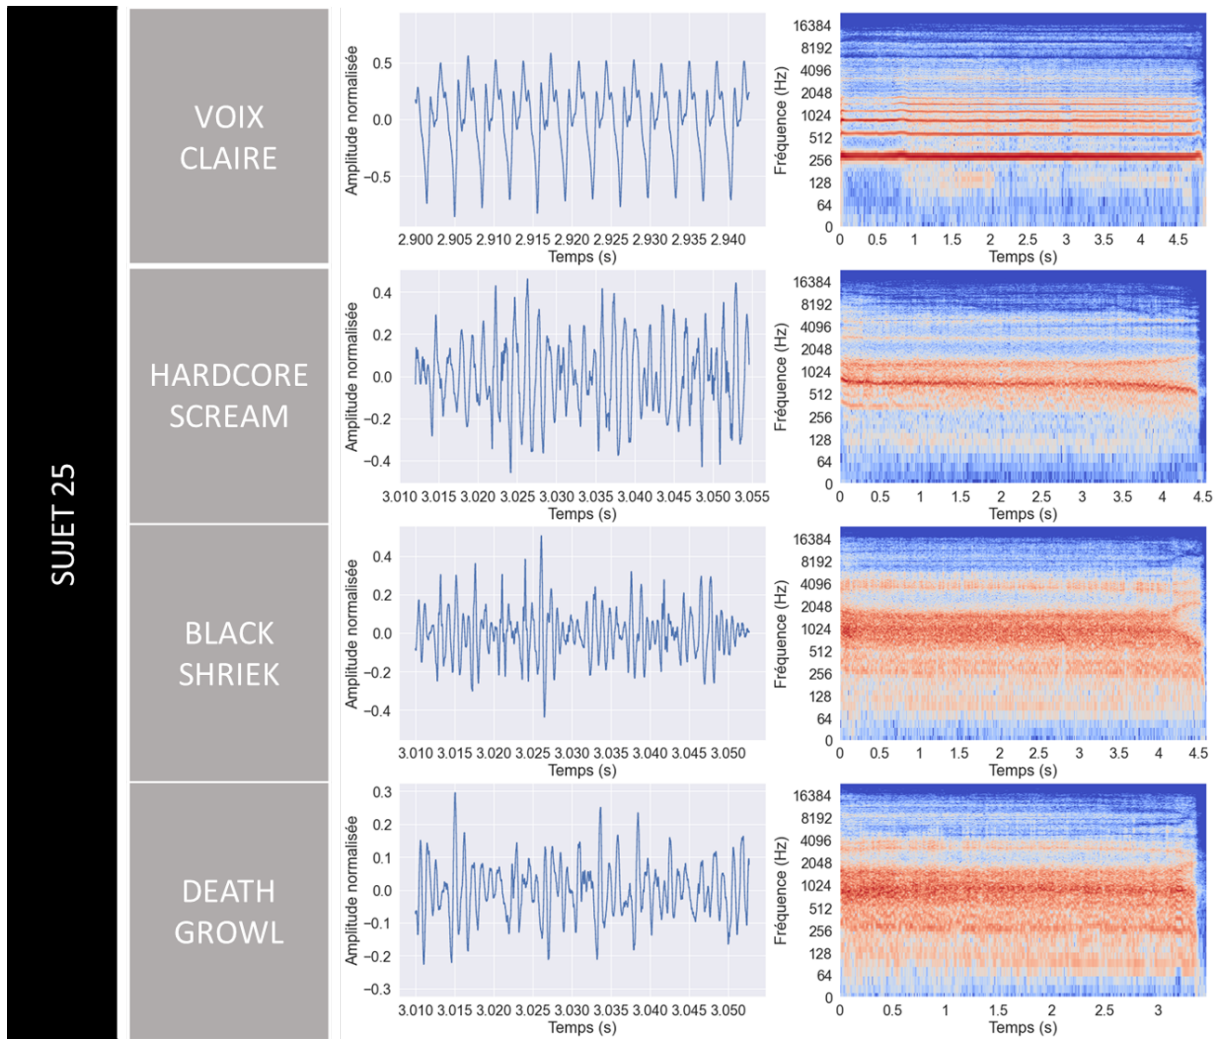 SUJET 25
VOIX
CLAIRE
Amplitude normalisée
0.5
0.0
−0.5
2.900 2.905 2.910 2.915 2.920 2.925 2.930 2.935 2.940
Temps (s)
Fréquence (Hz)
16384
8192
4096
2048
1024
512
256
128
64
0
0 0.5 1 1.5 2 2.5 3 3.5 4 4.5
Temps (s)
HARDCORE
SCREAM
Amplitude normalisée
0.4
0.2
0.0
−0.2
−0.4
3.010 3.015 3.020 3.025 3.030 3.035 3.040 3.045 3.050 3.055
Temps (s)
Fréquence (Hz)
16384
8192
4096
2048
1024
512
256
128
64
0
0 0.5 1 1.5 2 2.5 3 3.5 4 4.5
Temps (s)
BLACK
SHRIEK
Amplitude normalisée
0.4
0.2
0.0
−0.2
−0.4
3.010 3.015 3.020 3.025 3.030 3.035 3.040 3.045 3.050
Temps (s)
Fréquence (Hz)
16384
8192
4096
2048
1024
512
256
128
64
0
0 0.5 1 1.5 2 2.5 3 3.5 4 4.5
Temps (s)
DEATH
GROWL
Amplitude normalisée
0.3
0.2
0.1
0.0
−0.1
−0.2
−0.3
3.010 3.015 3.020 3.025 3.030 3.035 3.040 3.045 3.050
Temps (s)
Fréquence (Hz)
16384
8192
4096
2048
1024
512
256
128
64
0
0 0.5 1 1.5 2 2.5 3
Temps (s)